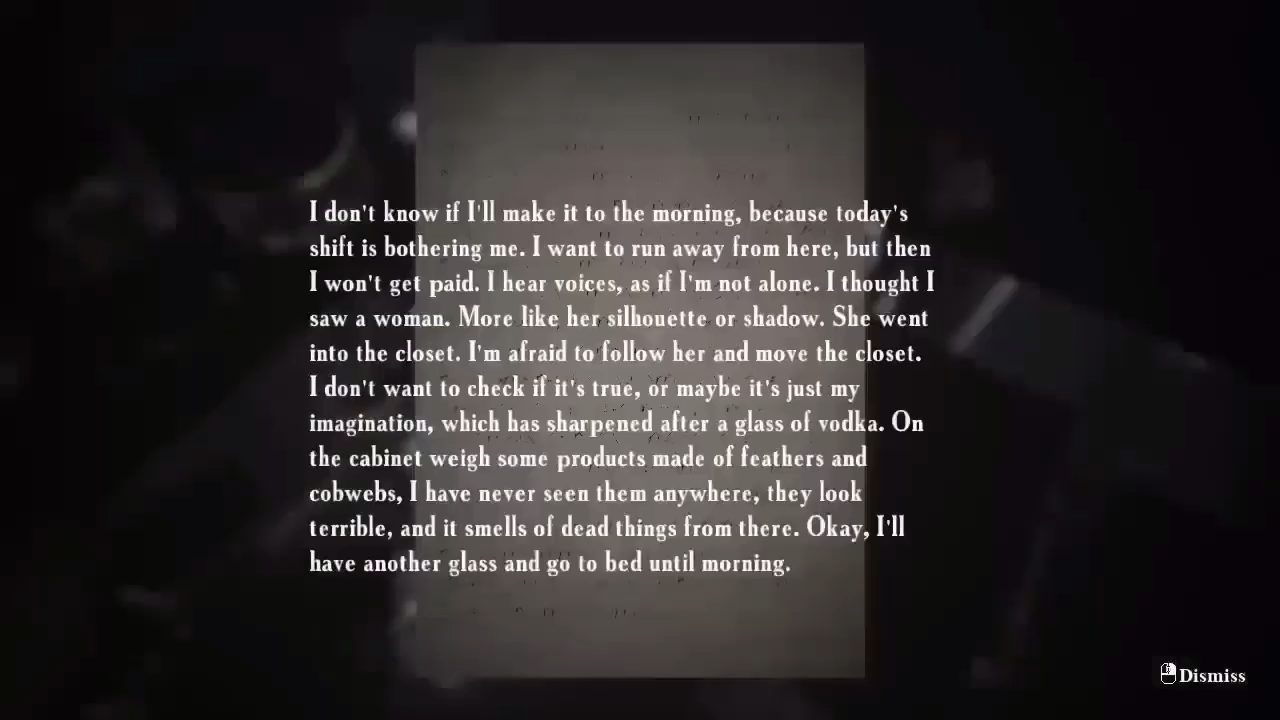 I don't know if I'll make it to the morning, because today's
shift is bothering me. I want to run away from here, but then
I won't get paid. I hear voices, as if I'm not alone. I thought I
saw a woman. More like her silhouette or shadow. She went
into the closet. I'm afraid to follow her and move the closet.
I don't want to check if it's true, or maybe it's just my
imagination, which has sharpened after a glass of vodka. On
the cabinet weigh some products made of feathers and
cobwebs, I have never seen them anywhere, they look
terrible, and it smells of dead things from there. Okay, I'll
have another glass and go to bed until morning.
Dismiss